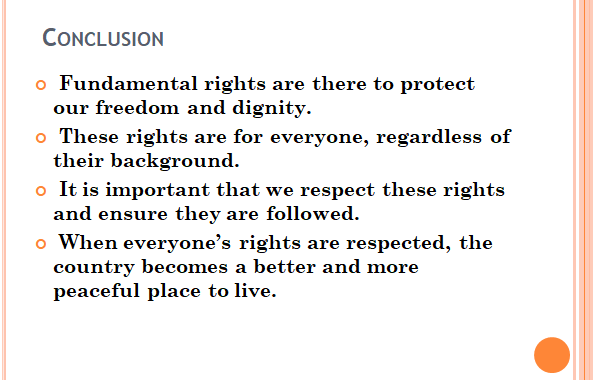 Conclusion
Fundamental rights are there to protect
our freedom and dignity.
These rights are for everyone, regardless of
their background.
It is important that we respect these rights
and ensure they are followed.
When everyone’s rights are respected, the
country becomes a better and more
peaceful place to live.